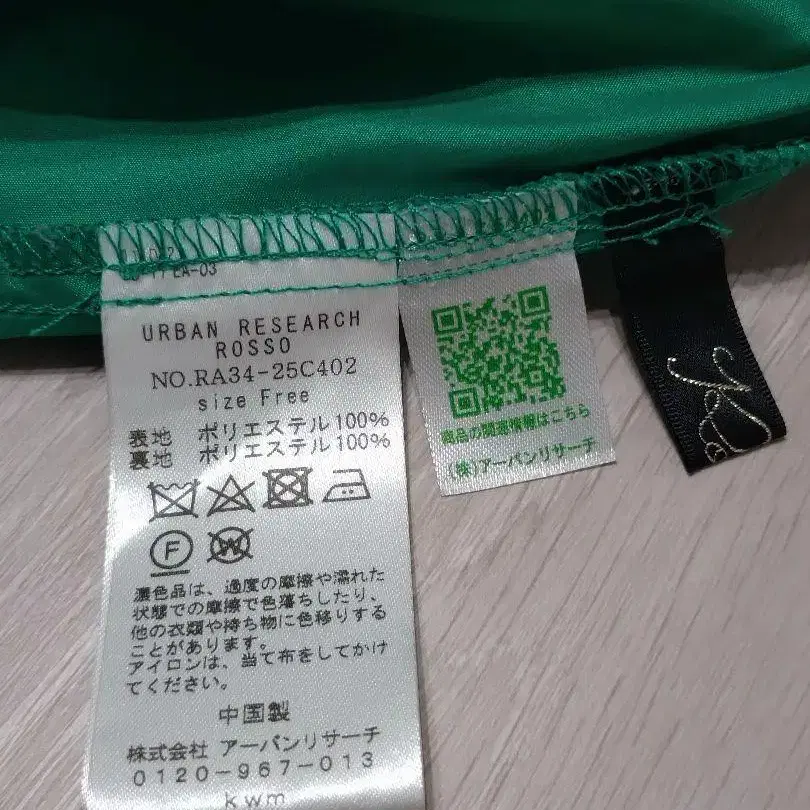 EA-03
URBAN RESEARCH
ROSSO
NO.RA34-25C402
size Free
表地 ポリエステル100%
裏地 ポリエステル100%
F
W
濃色品は、過度の摩擦や濡れた
状態での摩擦で色落ちしたり、
他の衣類や持ち物に色移りする
ことがあります。
アイロンは、当て布をしてかけ
てください。
中国製
株式会社 アーバンリサーチ
0120-967-013
kwm
商品の関連情報はこちら
(株)アーバンリサーチ